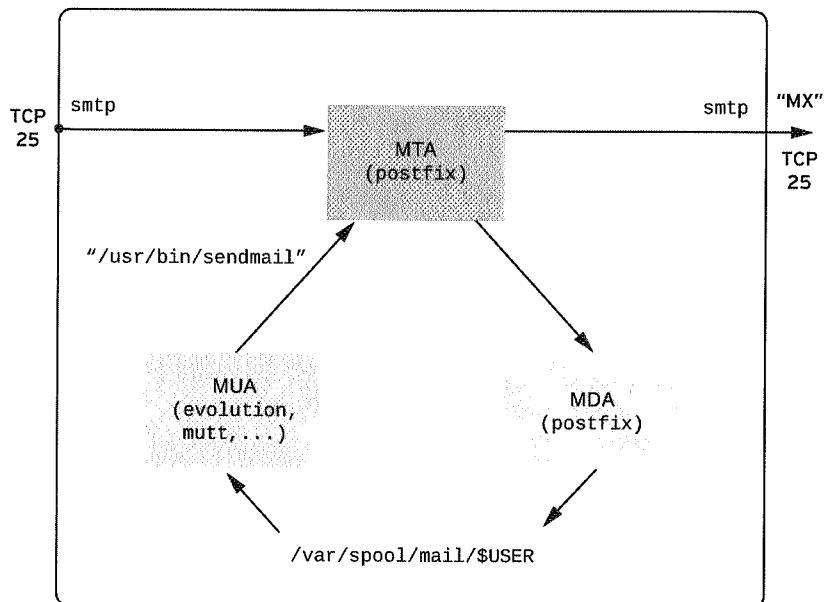 TCP
25
smtp
MTA
(postfix)
smtp
“MX”
TCP
25
“/usr/bin/sendmail”
MUA
(evolution,
mutt,...)
MDA
(postfix)
/var/spool/mail/$USER